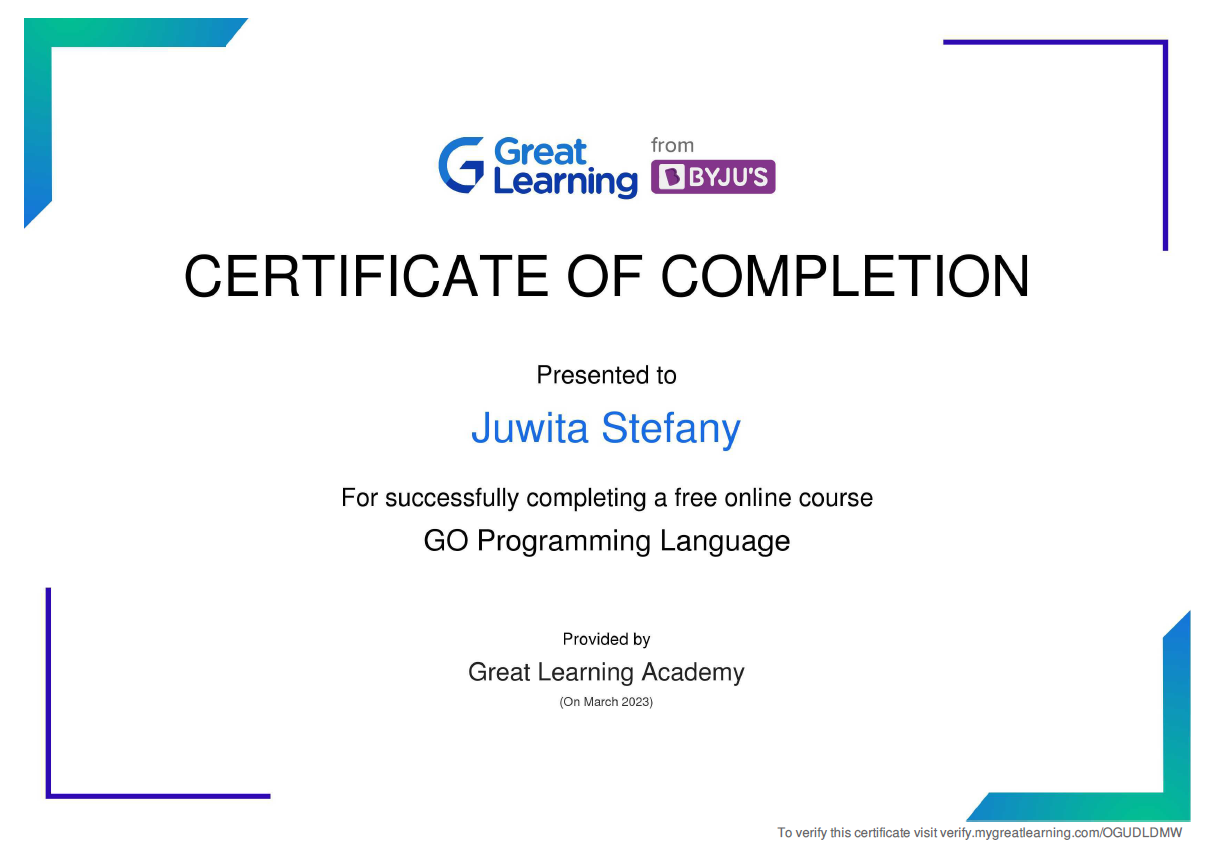 Great
Learning
from
BYJU'S
CERTIFICATE OF COMPLETION
Presented to
Juwita Stefany
For successfully completing a free online course
GO Programming Language
Provided by
Great Learning Academy
(On March 2023)
To verify this certificate visit verify.mygreatlearning.com/OGUDLDMW